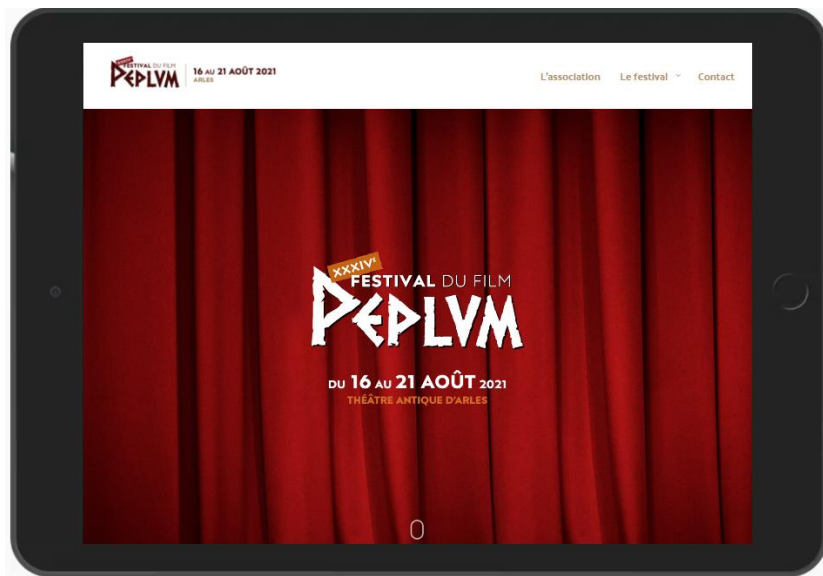 FESTIVAL DU FILM
PEPLVM
16 AU 21 AOÛT 2021
ARLES
L'association
Le festival
Contact
XXXIVᵉ
FESTIVAL DU FILM
PEPLVM
DU 16 AU 21 AOÛT 2021
THÉÂTRE ANTIQUE D'ARLES